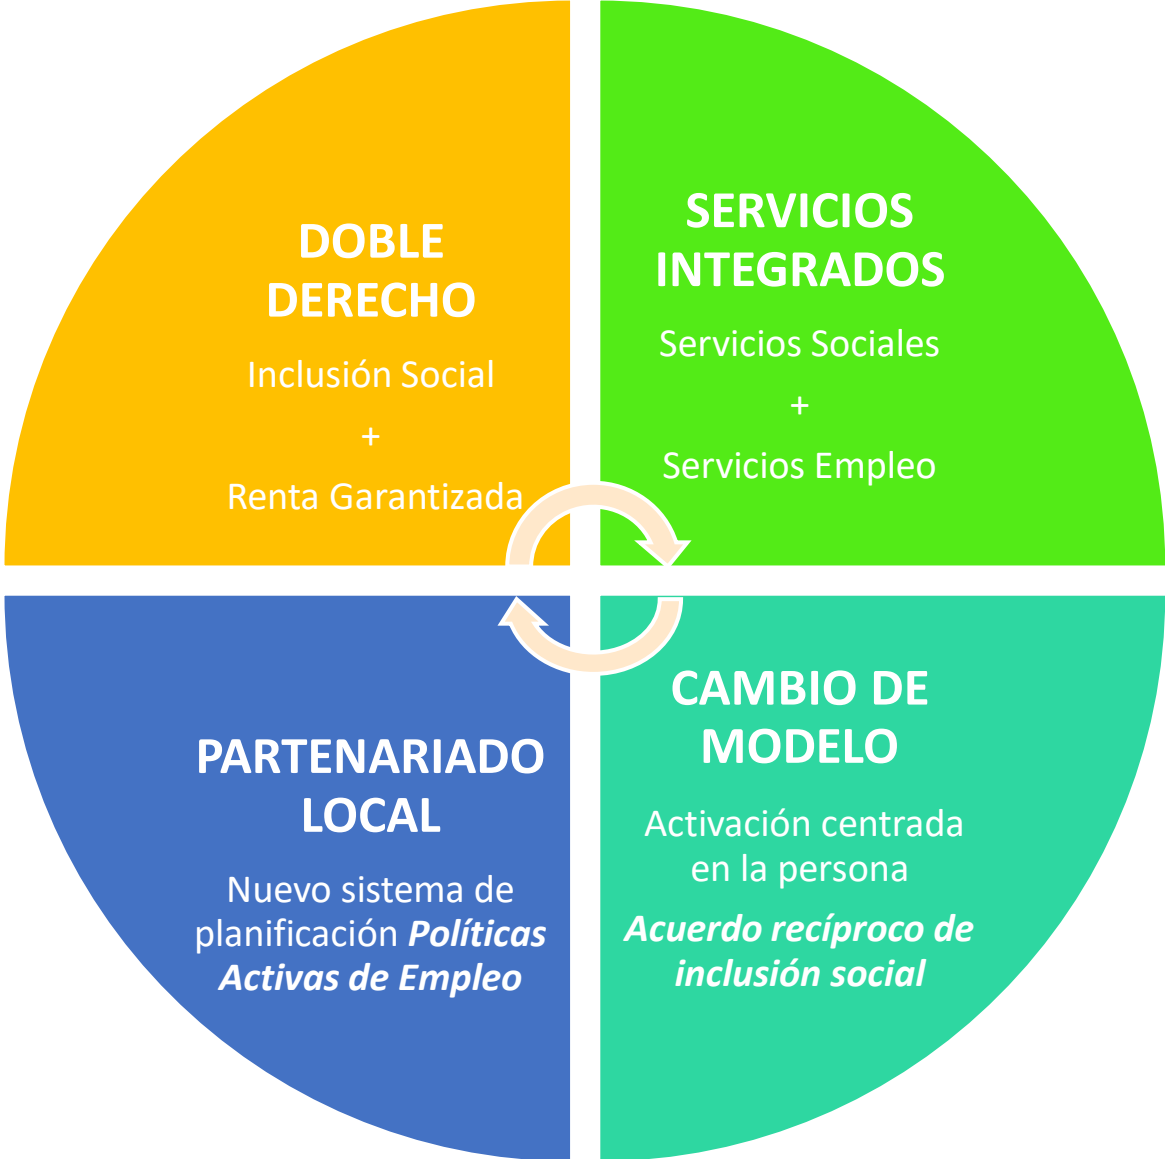 DOBLE
DERECHO
Inclusión Social
+
Renta Garantizada
SERVICIOS
INTEGRADOS
Servicios Sociales
+
Servicios Empleo
PARTENARIADO
LOCAL
Nuevo sistema de
planificación Políticas
Activas de Empleo
CAMBIO DE
MODELO
Activación centrada
en la persona
Acuerdo recíproco de
inclusión social